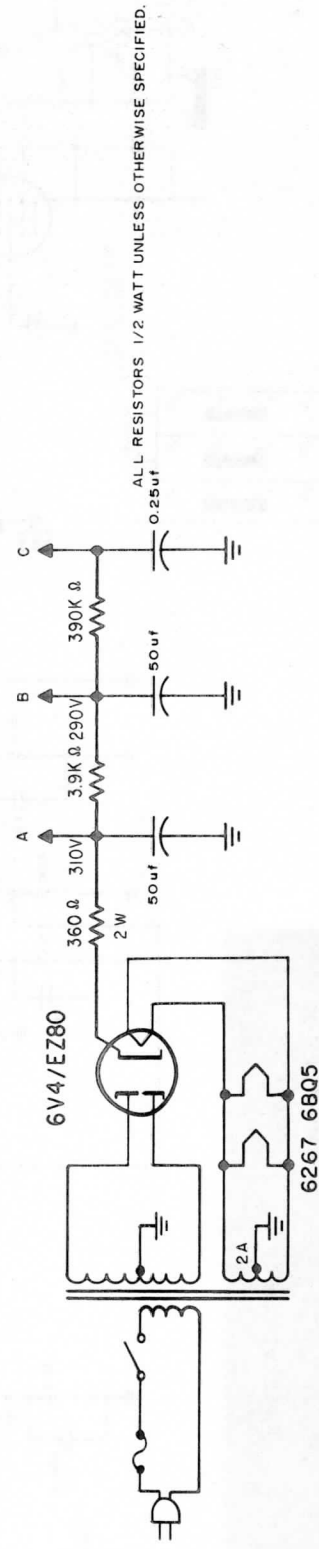 6V4/EZ80
360 Ω
2 W
310V
A
50uf
3.9K Ω
290V
B
50uf
390K Ω
C
0.25uf
2A
6267 6BQ5
ALL RESISTORS 1/2 WATT UNLESS OTHERWISE SPECIFIED.